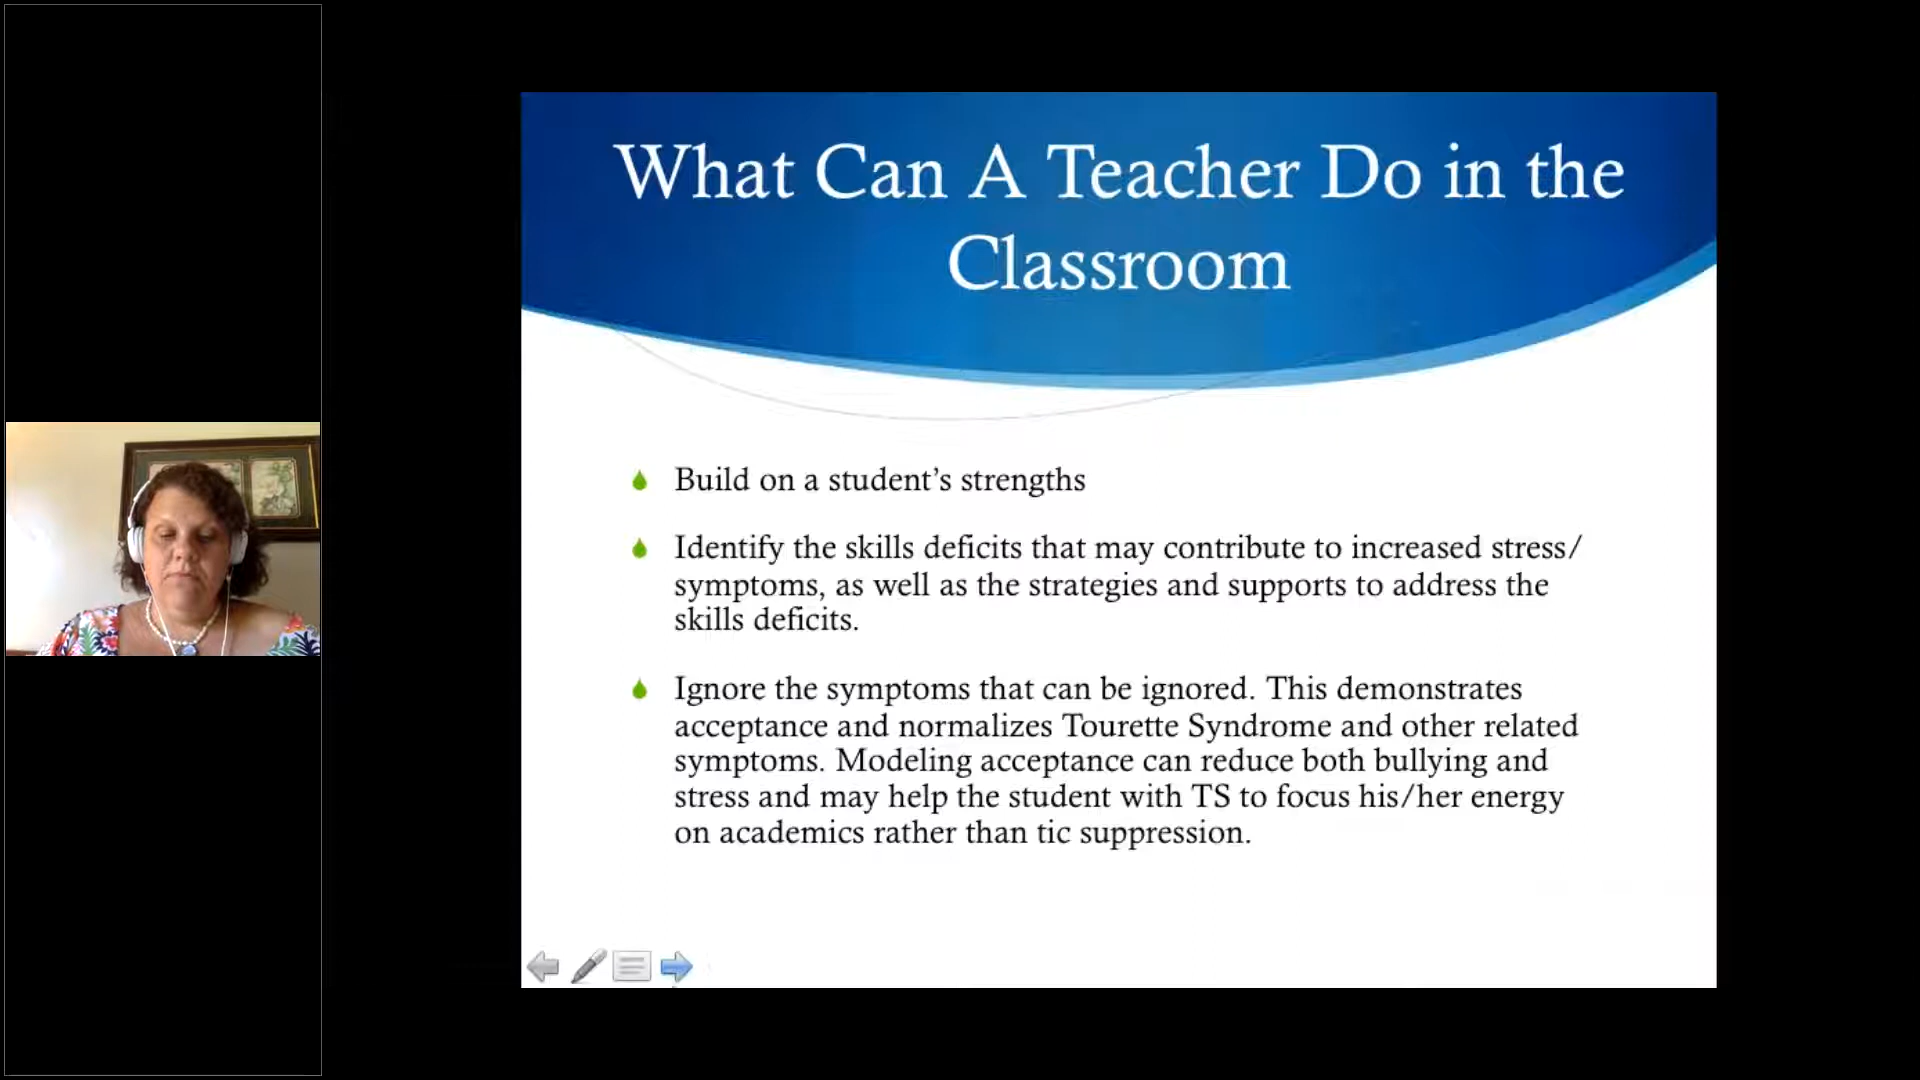 What Can A Teacher Do in the
Classroom
Build on a student’s strengths
Identify the skills deficits that may contribute to increased stress/
symptoms, as well as the strategies and supports to address the
skills deficits.
Ignore the symptoms that can be ignored. This demonstrates
acceptance and normalizes Tourette Syndrome and other related
symptoms. Modeling acceptance can reduce both bullying and
stress and may help the student with TS to focus his/her energy
on academics rather than tic suppression.